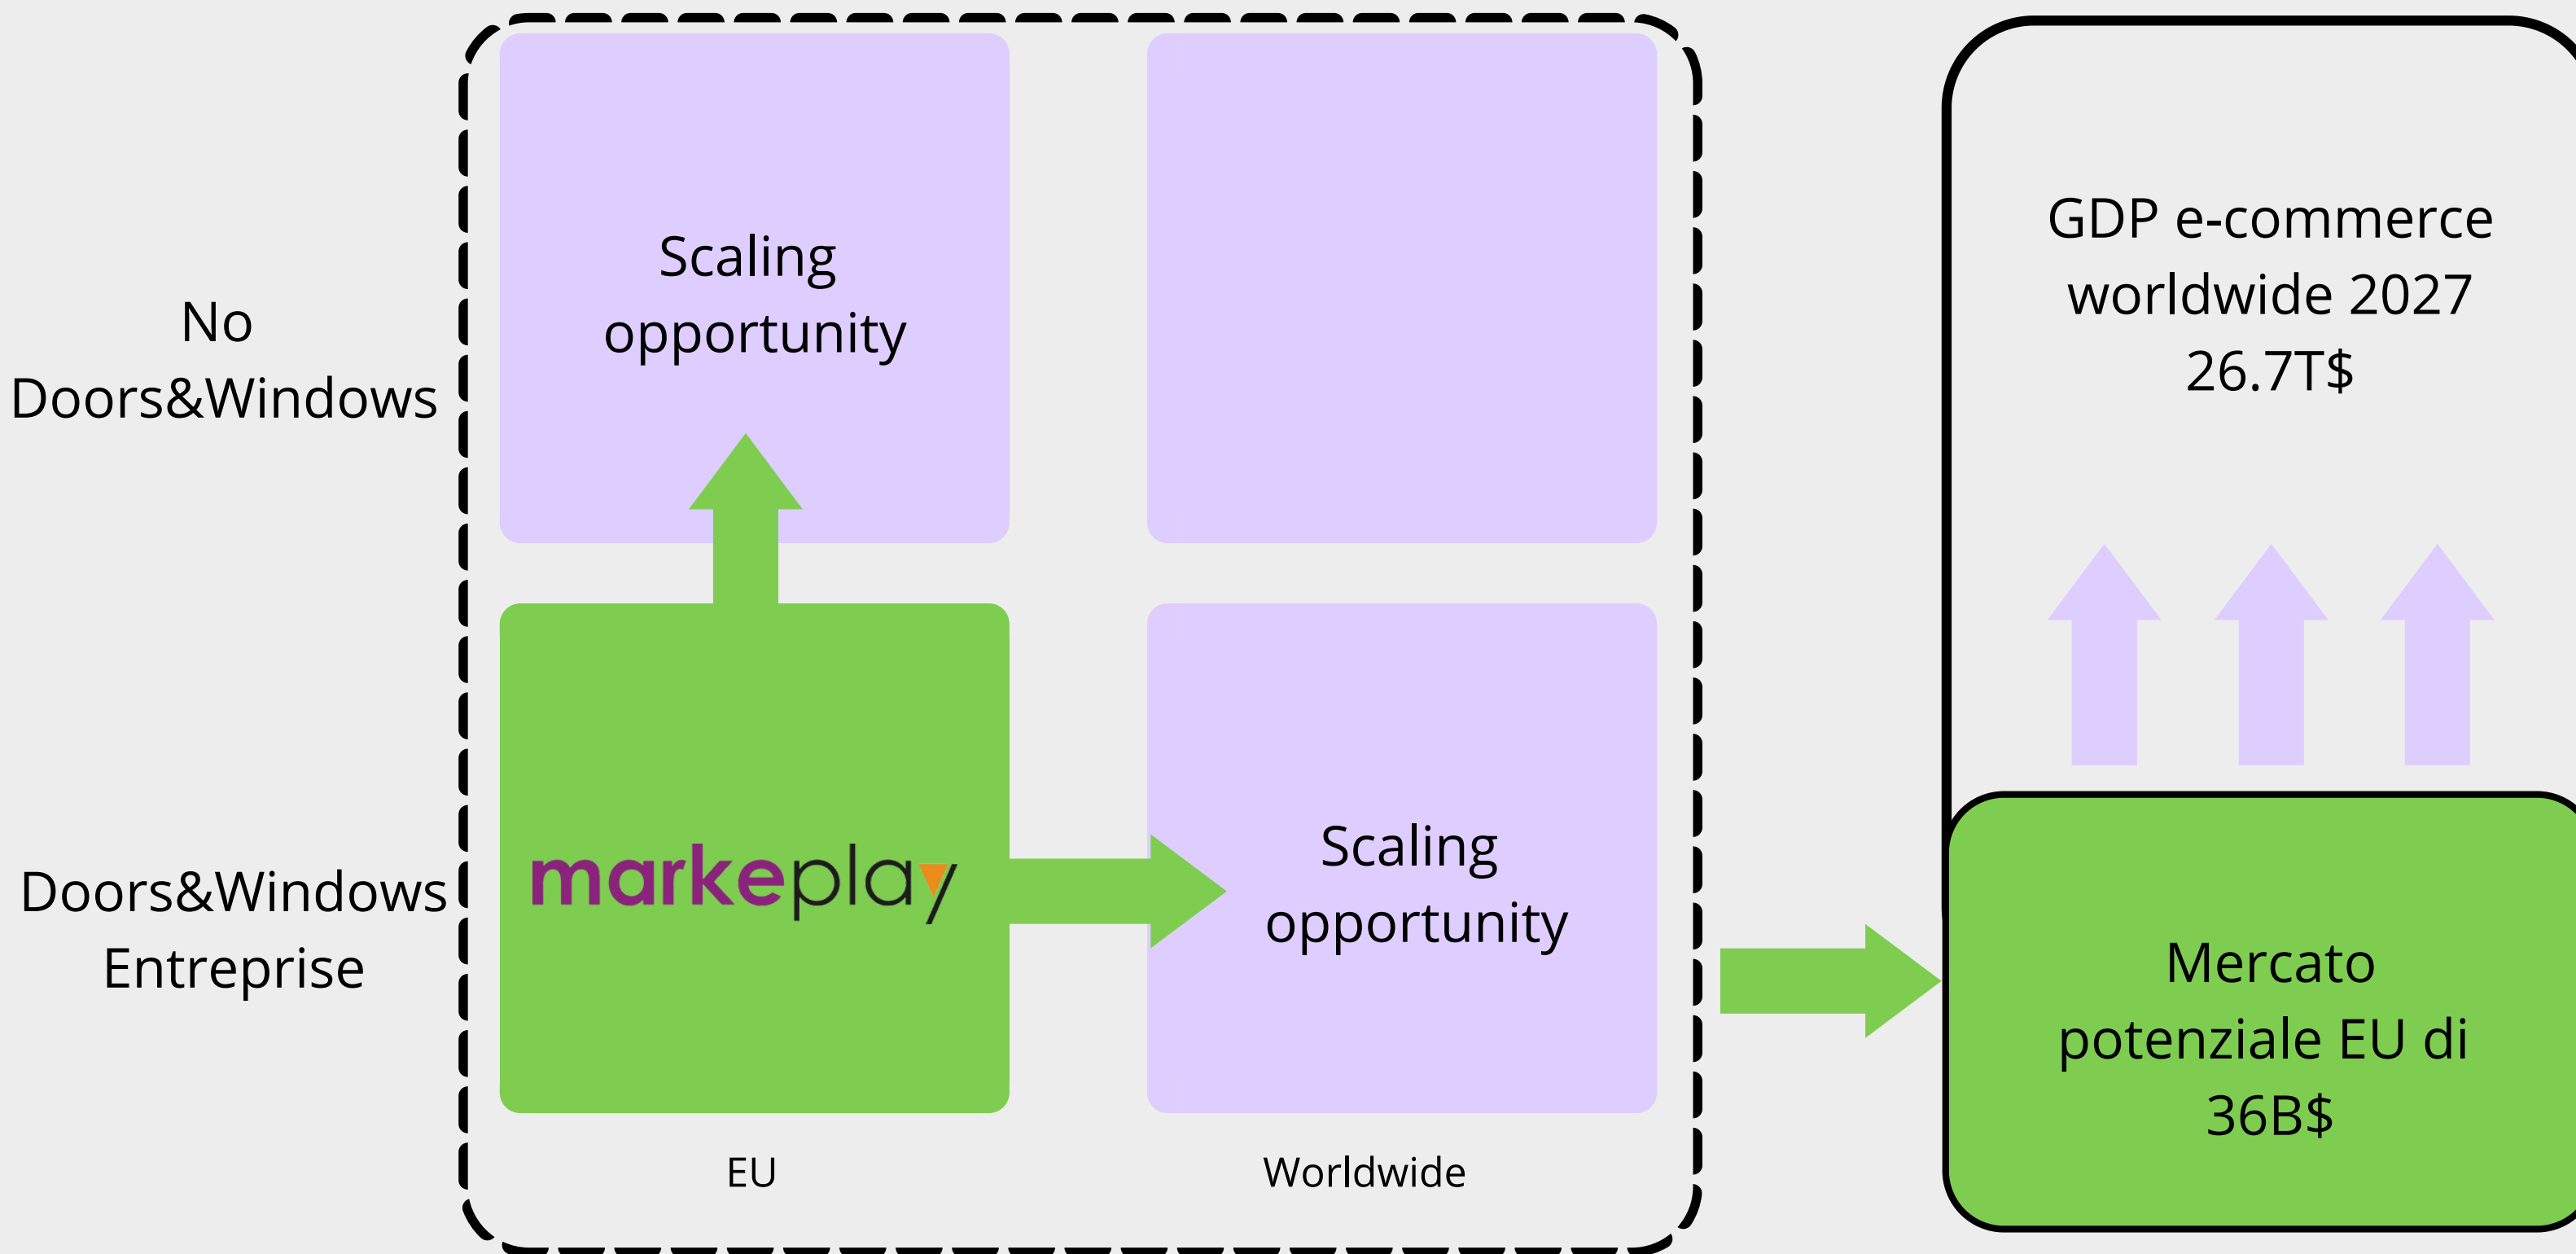 No
Doors&Windows
Scaling
opportunity
GDP e-commerce
worldwide 2027
26.7T$
Doors&Windows
Entreprise
markeplay
Scaling
opportunity
Mercato
potenziale EU di
36B$
EU
Worldwide